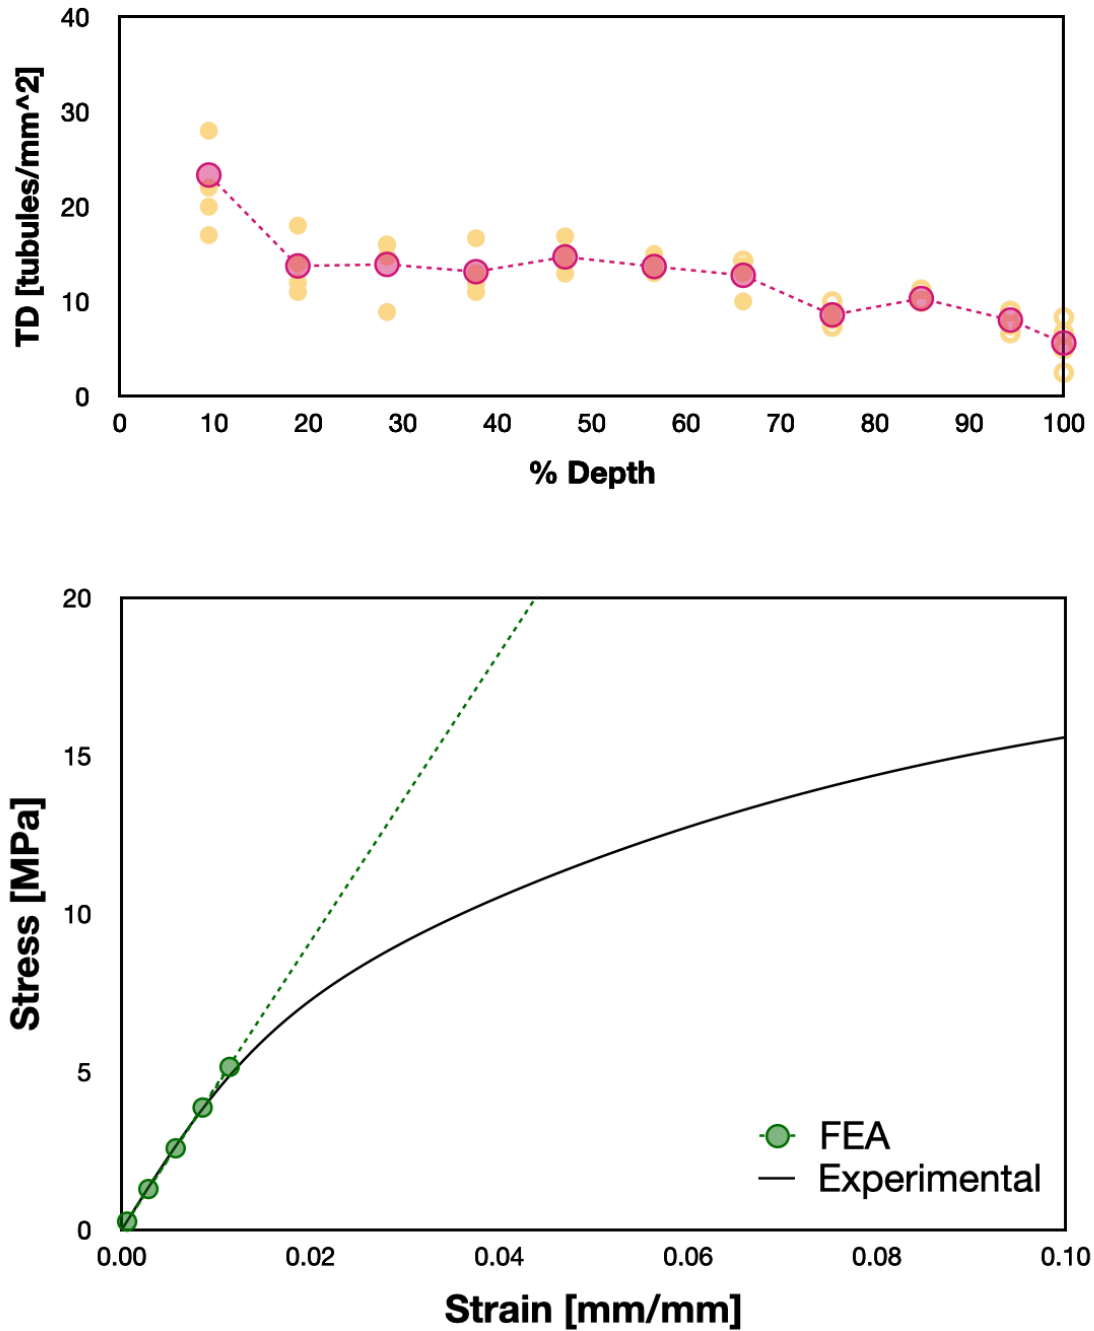 TD [tubules/mm^2]
40
30
20
10
0
0 10 20 30 40 50 60 70 80 90 100
% Depth
Stress [MPa]
20
15
10
5
0
FEA
Experimental
0.00 0.02 0.04 0.06 0.08 0.10
Strain [mm/mm]